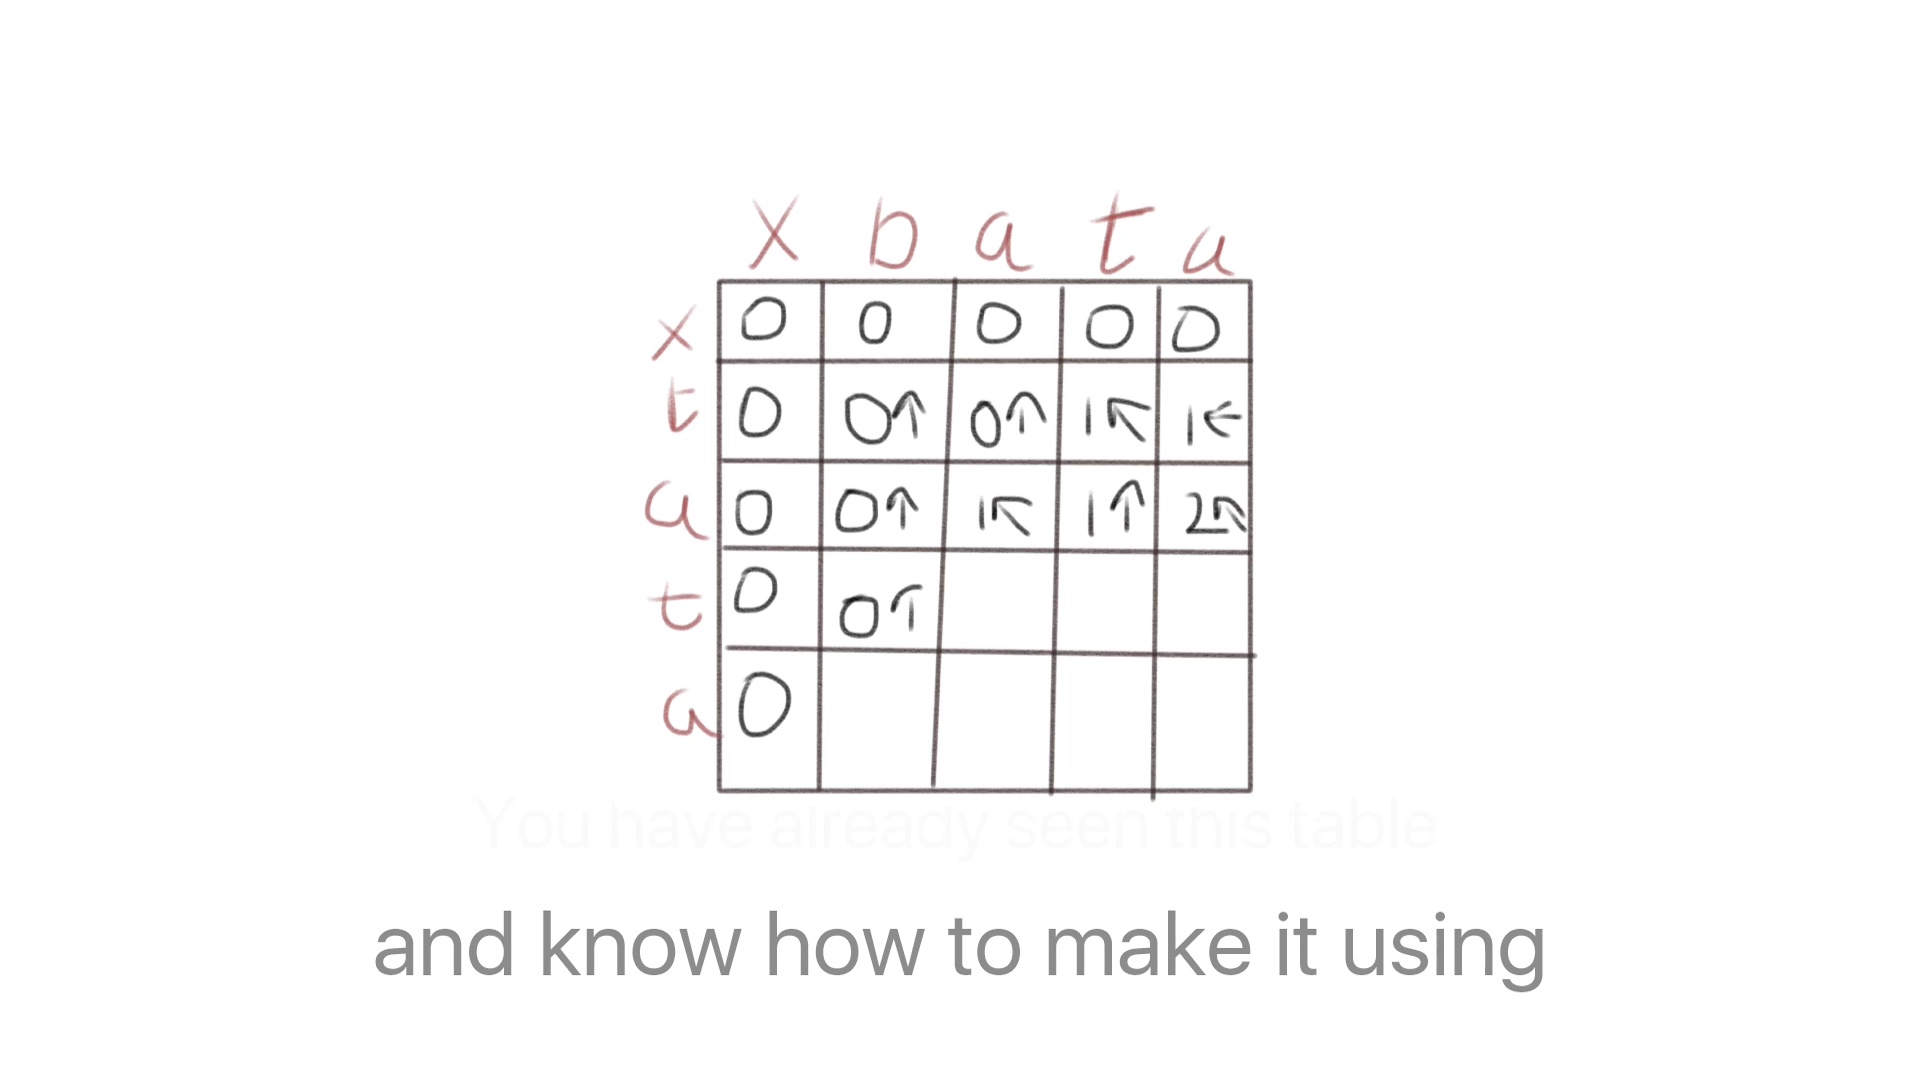 x b a t a
x 0 0 0 0 0
t 0 0↑ 0↑ 1↖ 1←
a 0 0↑ 1↖ 1↑ 2↖
t 0 0↑
a 0
You have already seen this table
and know how to make it using